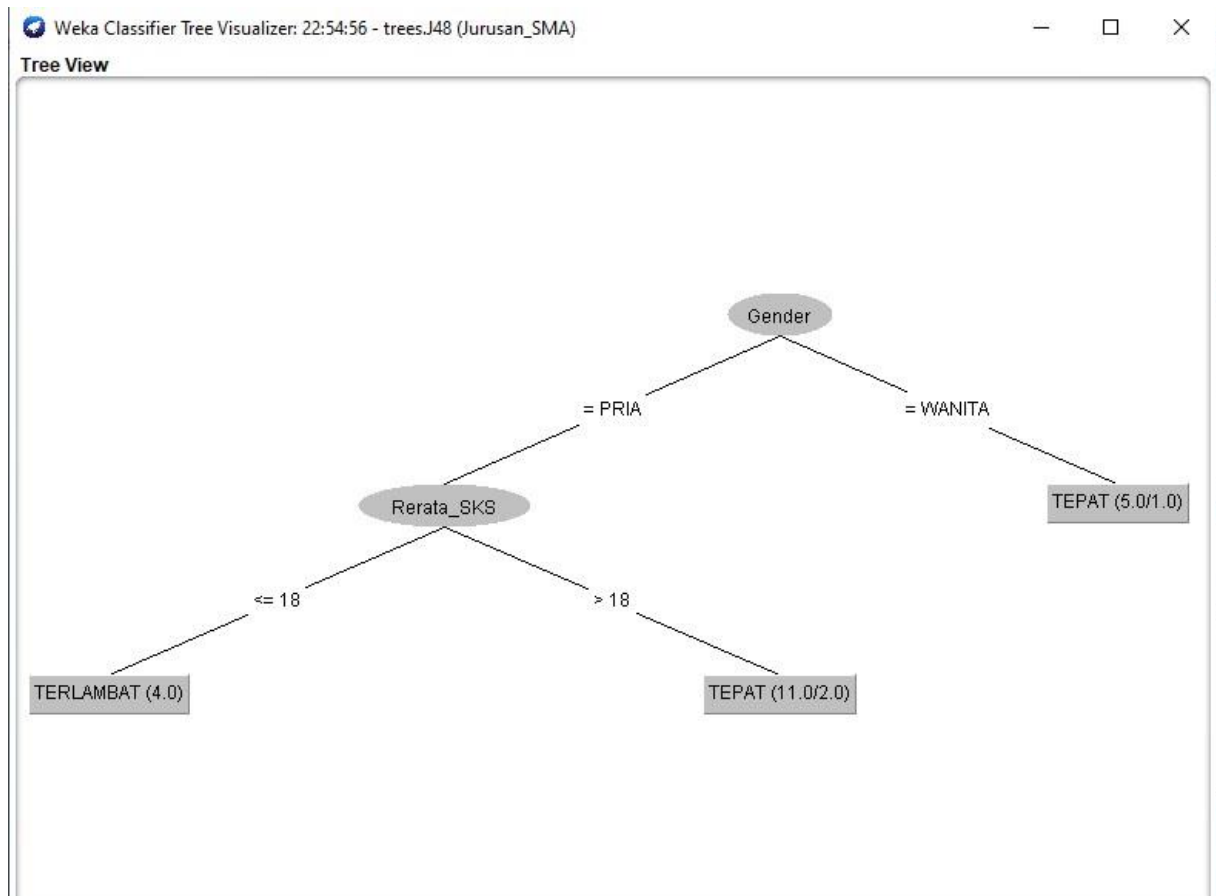 Weka Classifier Tree Visualizer: 22:54:56 - trees.J48 (Jurusan_SMA)
Tree View
Gender
= PRIA
= WANITA
Rerata_SKS
TEPAT (5.0/1.0)
<= 18
> 18
TERLAMBAT (4.0)
TEPAT (11.0/2.0)